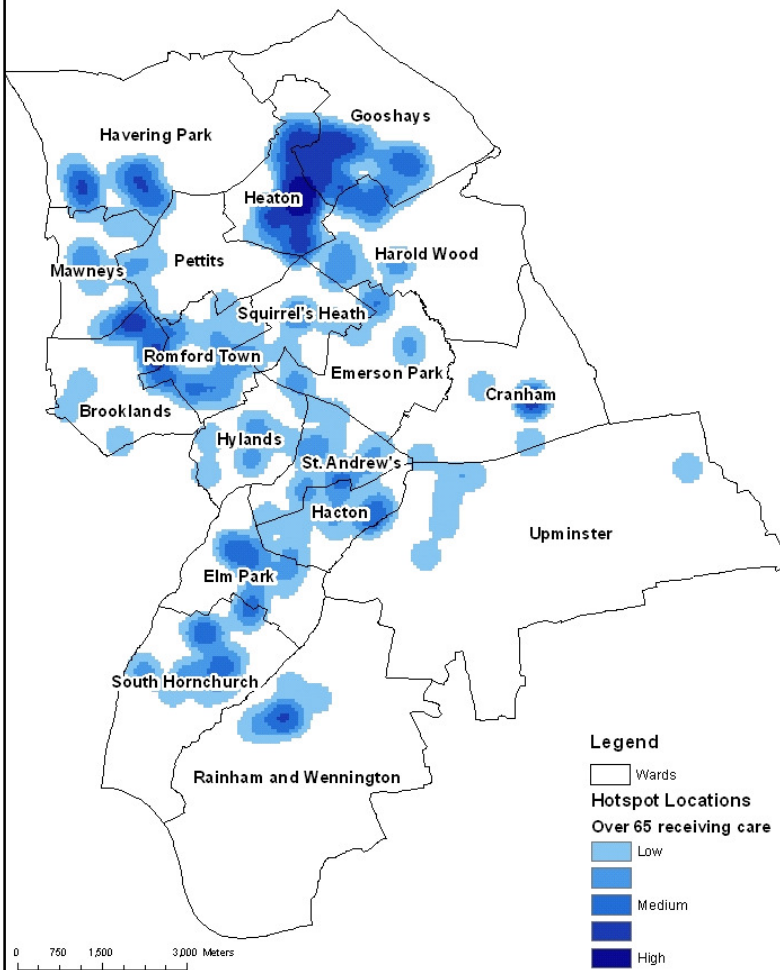 Gooshays
Havering Park
Heaton
Harold Wood
Pettits
Mawneys
Squirrel's Heath
Romford Town
Emerson Park
Cranham
Brooklands
Hylands
St. Andrew's
Hacton
Upminster
Elm Park
South Hornchurch
Rainham and Wennington
Legend
Wards
Hotspot Locations
Over 65 receiving care
Low
Medium
High
0 750 1,500 3,000 Meters